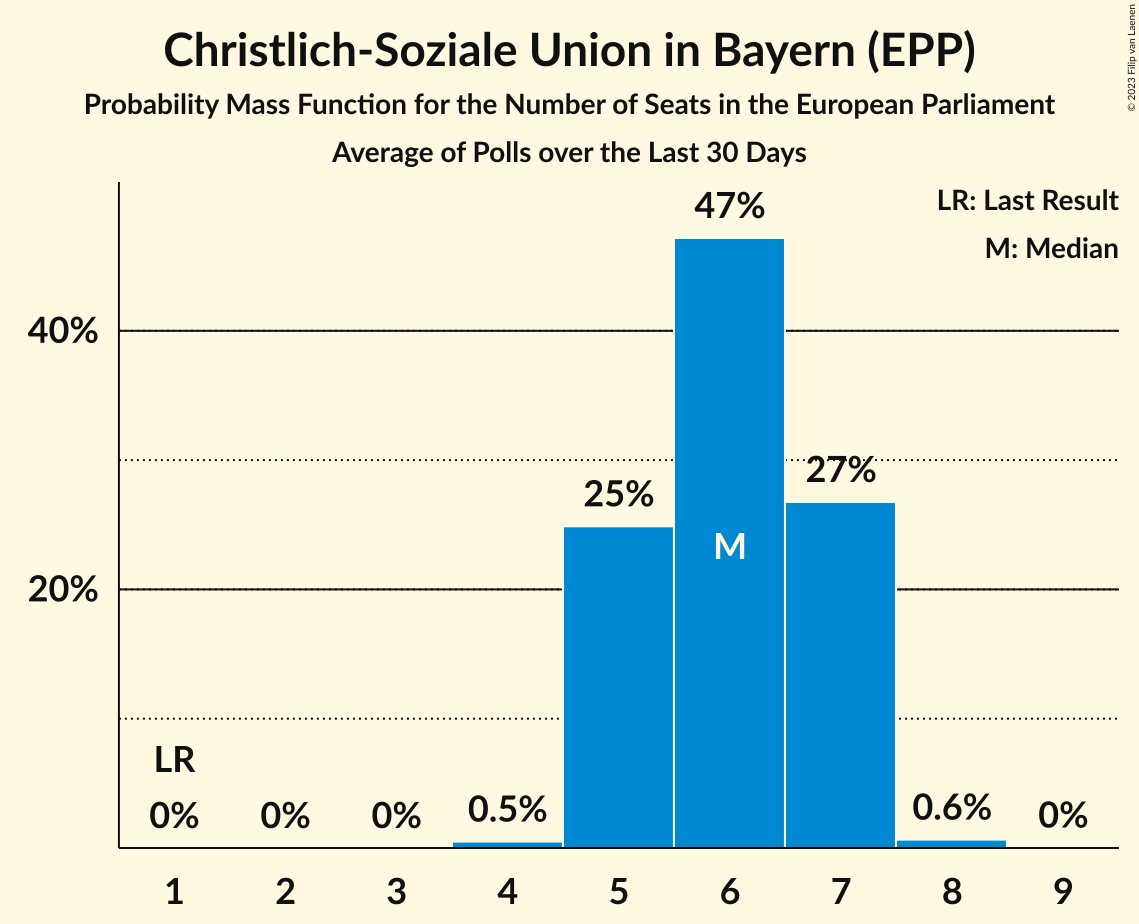 Christlich-Soziale Union in Bayern (EPP)
Probability Mass Function for the Number of Seats in the European Parliament
Average of Polls over the Last 30 Days
© 2023 Filip van Laenen
LR: Last Result
M: Median
47%
40%
27%
25%
M
20%
LR
0% 0% 0% 0.5% 0.6% 0%
1 2 3 4 5 6 7 8 9